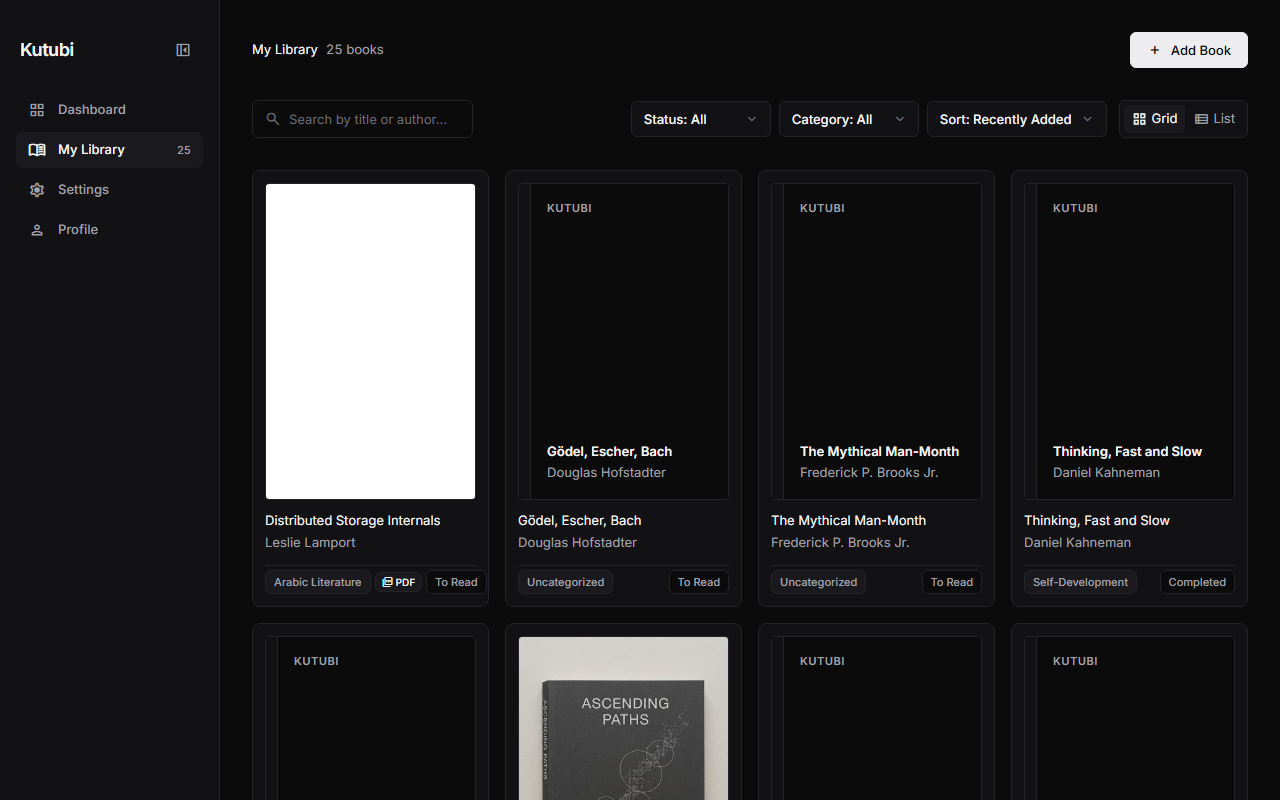 Kutubi
Dashboard
My Library 25
Settings
Profile
My Library 25 books
+ Add Book
Search by title or author...
Status: All
Category: All
Sort: Recently Added
Grid
List
Distributed Storage Internals
Leslie Lamport
Arabic Literature PDF To Read
KUTUBI
Gödel, Escher, Bach
Douglas Hofstadter
Gödel, Escher, Bach
Douglas Hofstadter
Uncategorized To Read
KUTUBI
The Mythical Man-Month
Frederick P. Brooks Jr.
The Mythical Man-Month
Frederick P. Brooks Jr.
Uncategorized To Read
KUTUBI
Thinking, Fast and Slow
Daniel Kahneman
Thinking, Fast and Slow
Daniel Kahneman
Self-Development Completed
KUTUBI
ASCENDING
PATHS
ASCENDING PATHS
KUTUBI
KUTUBI